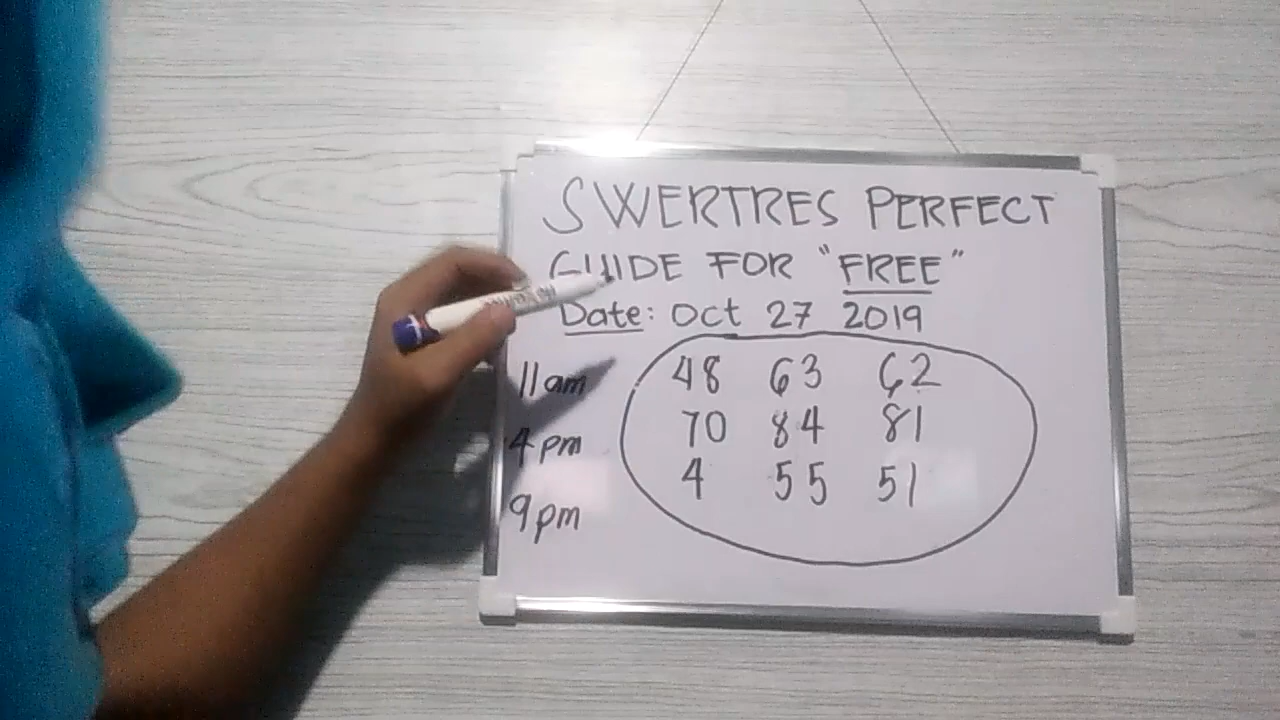 SWERTRES PERFECT
GUIDE FOR "FREE"
Date: Oct 27 2019
11am 48 63 62
4pm 70 84 81
9pm 4 55 51